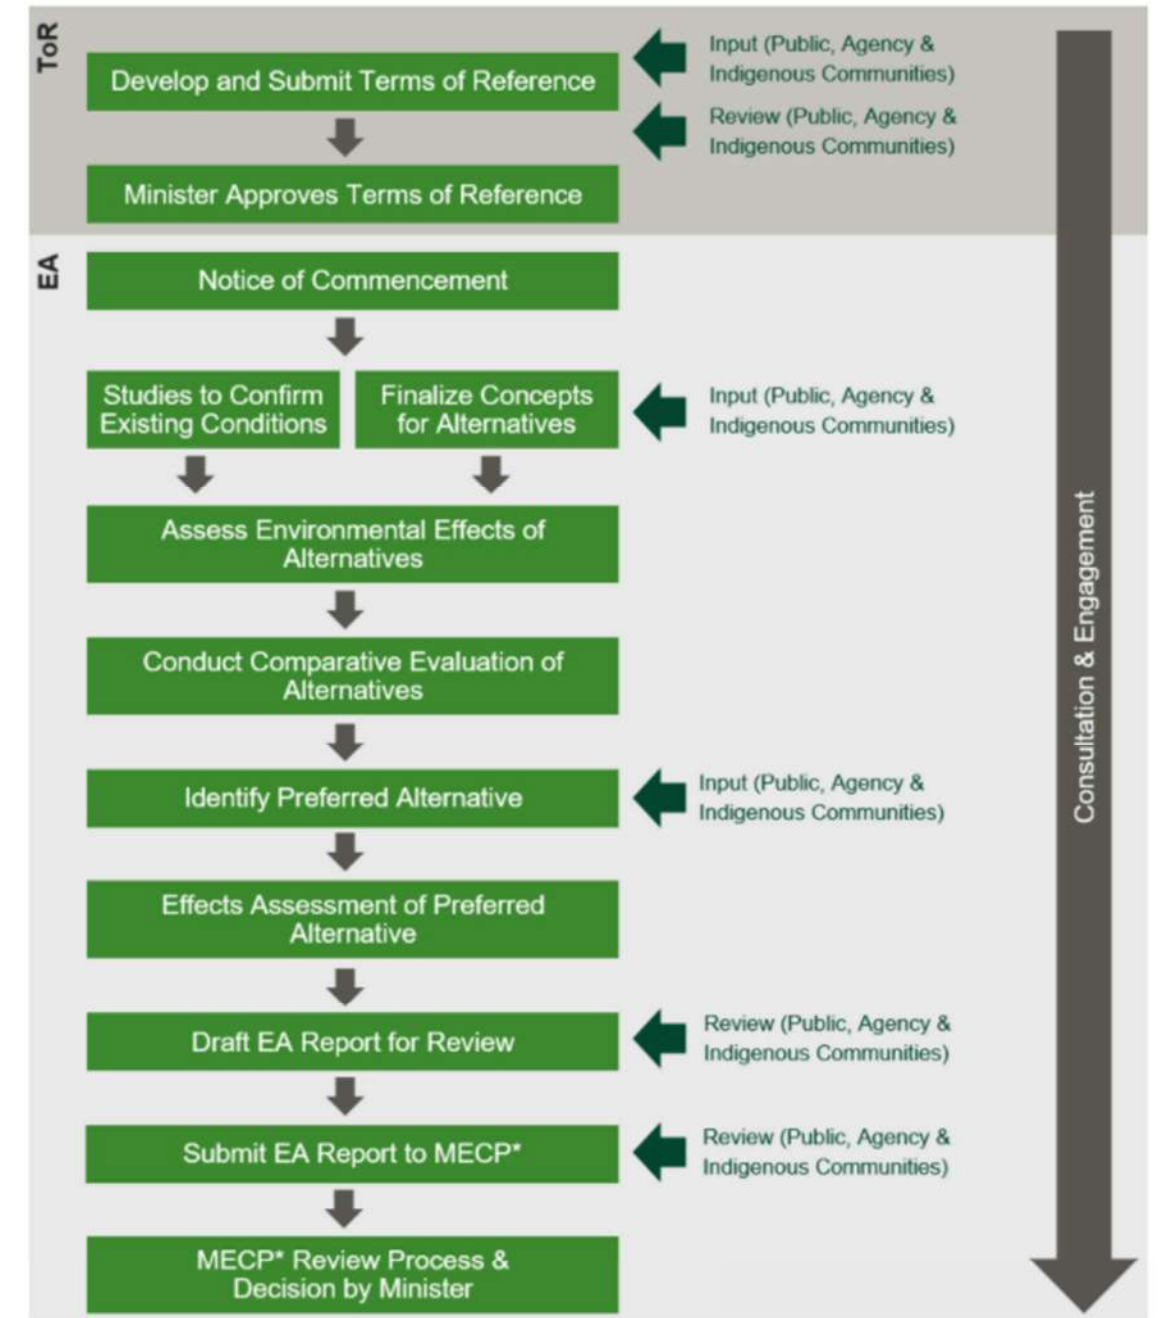 ToR
Develop and Submit Terms of Reference
Input (Public, Agency &
Indigenous Communities)
Review (Public, Agency &
Indigenous Communities)
Minister Approves Terms of Reference
EA
Notice of Commencement
Studies to Confirm
Existing Conditions
Finalize Concepts
for Alternatives
Input (Public, Agency &
Indigenous Communities)
Assess Environmental Effects of
Alternatives
Conduct Comparative Evaluation of
Alternatives
Identify Preferred Alternative
Input (Public, Agency &
Indigenous Communities)
Effects Assessment of Preferred
Alternative
Draft EA Report for Review
Review (Public, Agency &
Indigenous Communities)
Submit EA Report to MECP*
Review (Public, Agency &
Indigenous Communities)
MECP* Review Process &
Decision by Minister
Consultation & Engagement